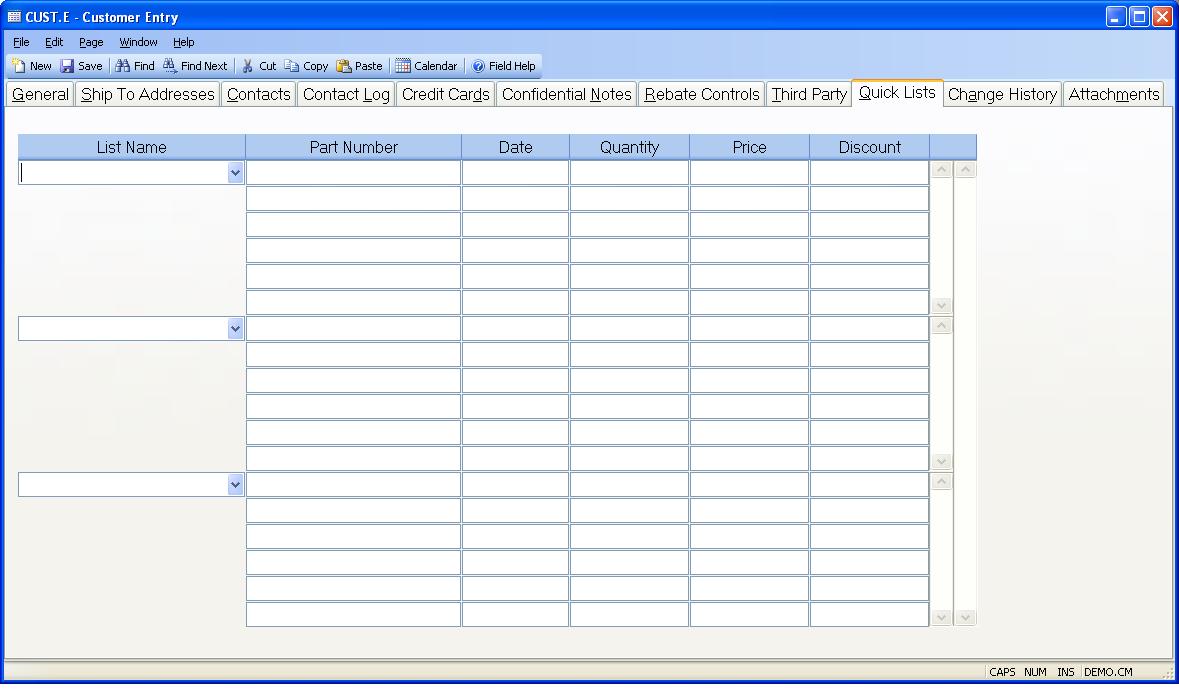 CUST.E - Customer Entry
File Edit Page Window Help
New Save Find Find Next Cut Copy Paste Calendar Field Help
General Ship To Addresses Contacts Contact Log Credit Cards Confidential Notes Rebate Controls Third Party Quick Lists Change History Attachments
List Name Part Number Date Quantity Price Discount
CAPS NUM INS DEMO.CM